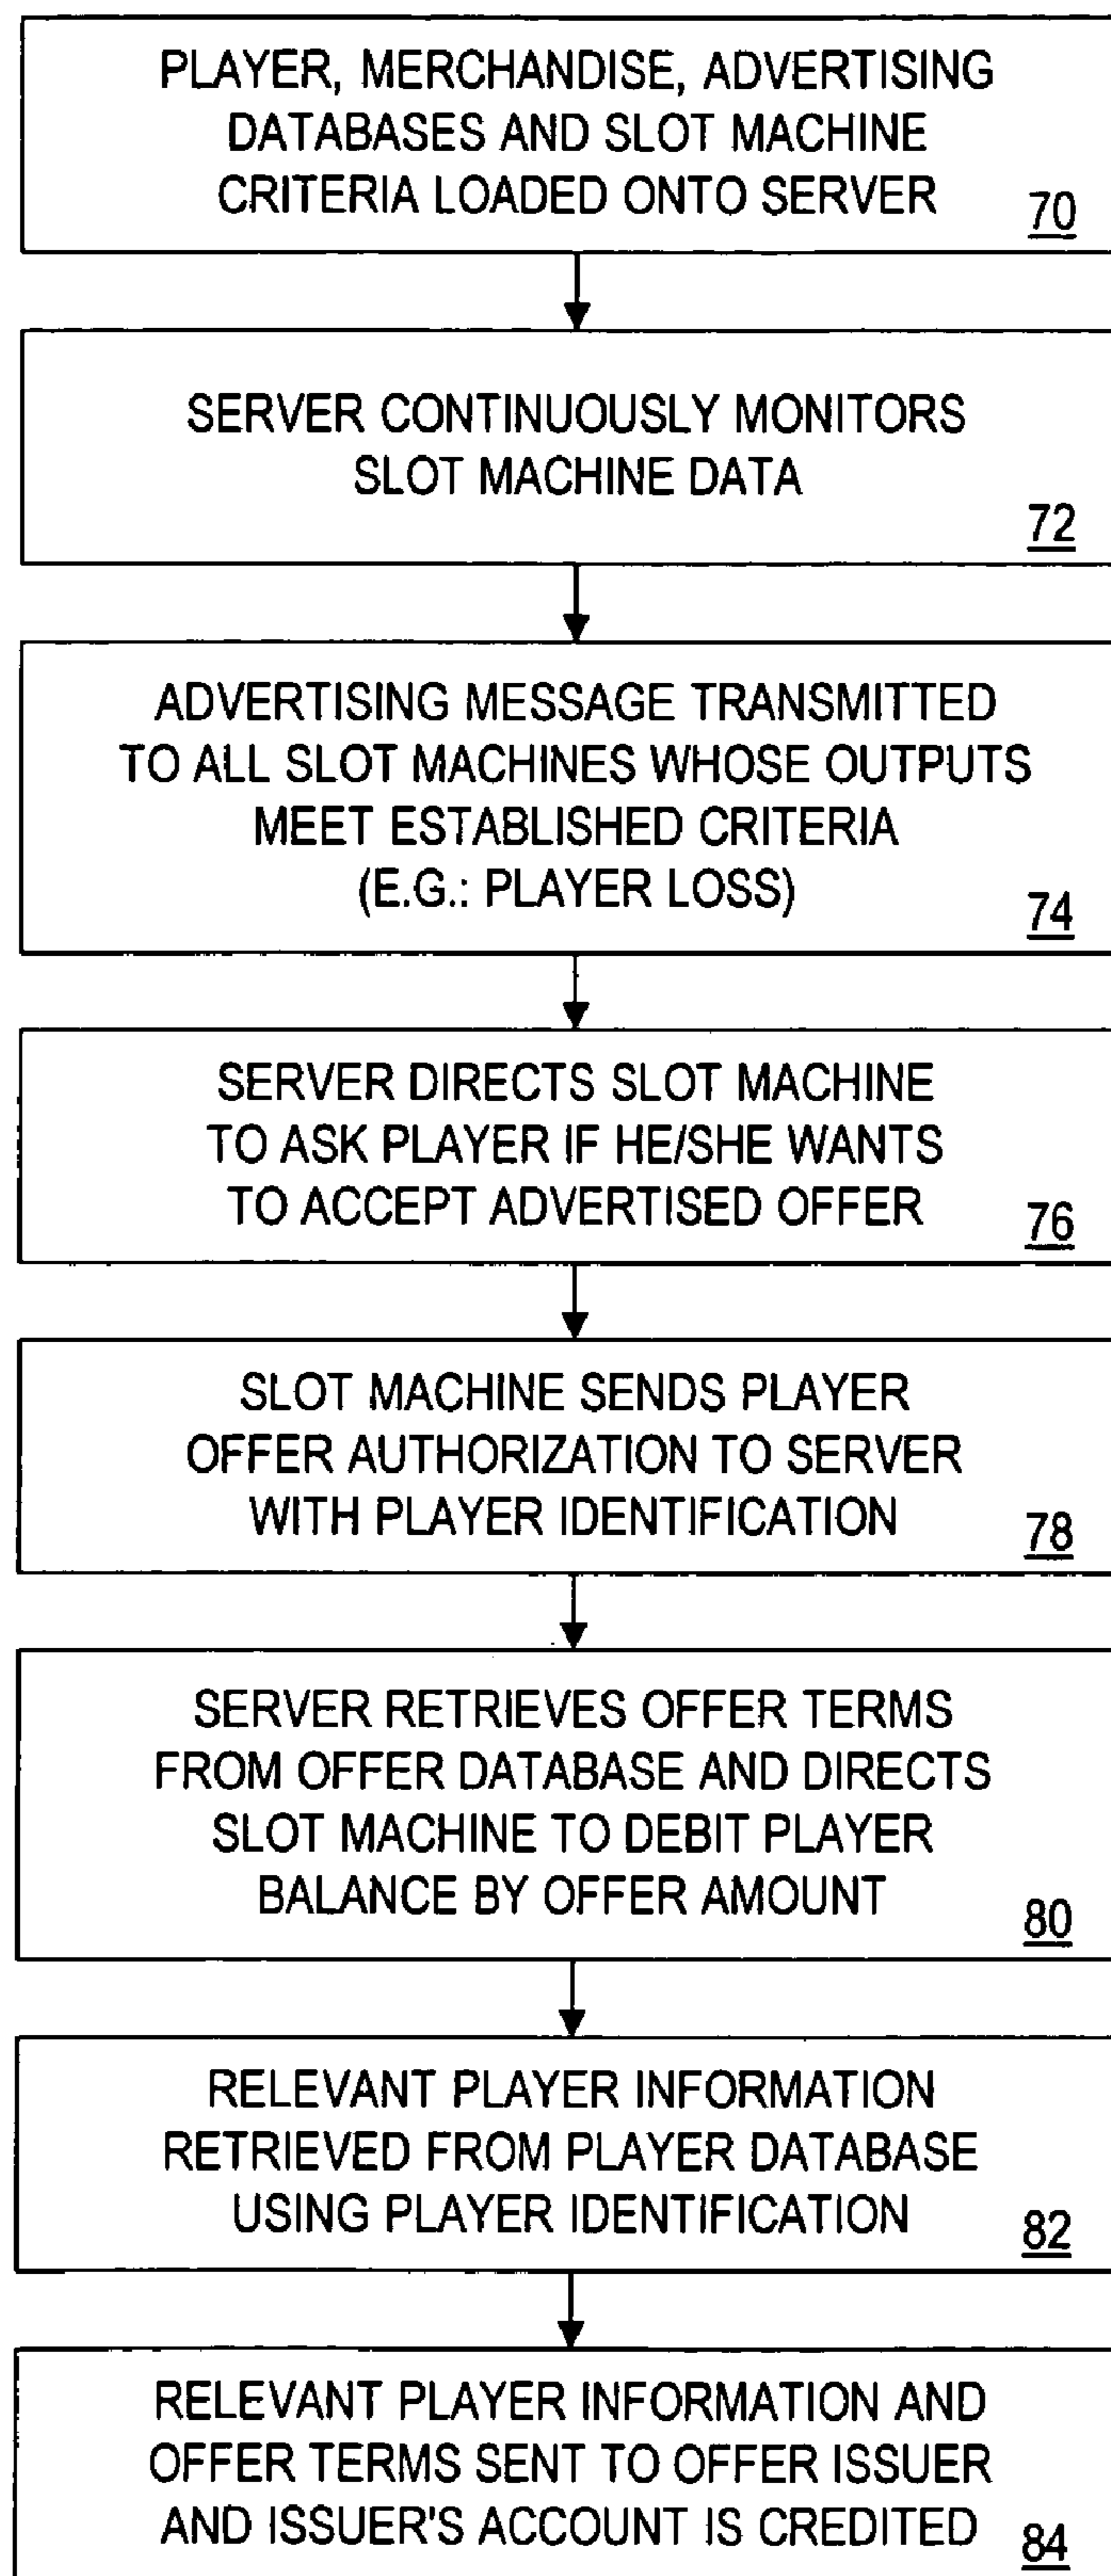 PLAYER, MERCHANDISE, ADVERTISING
DATABASES AND SLOT MACHINE
CRITERIA LOADED ONTO SERVER
70
SERVER CONTINUOUSLY MONITORS
SLOT MACHINE DATA
72
ADVERTISING MESSAGE TRANSMITTED
TO ALL SLOT MACHINES WHOSE OUTPUTS
MEET ESTABLISHED CRITERIA
(E.G.: PLAYER LOSS)
74
SERVER DIRECTS SLOT MACHINE
TO ASK PLAYER IF HE/SHE WANTS
TO ACCEPT ADVERTISED OFFER
76
SLOT MACHINE SENDS PLAYER
OFFER AUTHORIZATION TO SERVER
WITH PLAYER IDENTIFICATION
78
SERVER RETRIEVES OFFER TERMS
FROM OFFER DATABASE AND DIRECTS
SLOT MACHINE TO DEBIT PLAYER
BALANCE BY OFFER AMOUNT
80
RELEVANT PLAYER INFORMATION
RETRIEVED FROM PLAYER DATABASE
USING PLAYER IDENTIFICATION
82
RELEVANT PLAYER INFORMATION AND
OFFER TERMS SENT TO OFFER ISSUER
AND ISSUER'S ACCOUNT IS CREDITED
84